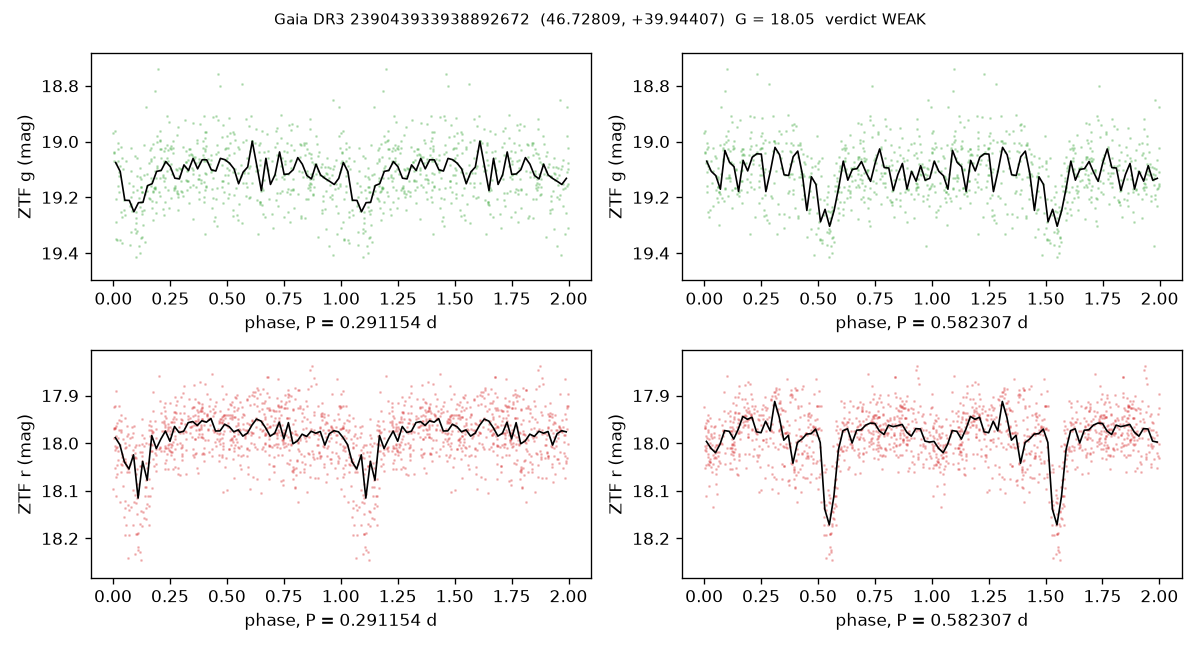 Gaia DR3 239043933938892672 (46.72809, +39.94407) G = 18.05 verdict WEAK
ZTF g (mag)
18.8
19.0
19.2
19.4
0.00 0.25 0.50 0.75 1.00 1.25 1.50 1.75 2.00
phase, P = 0.291154 d
ZTF g (mag)
18.8
19.0
19.2
19.4
0.00 0.25 0.50 0.75 1.00 1.25 1.50 1.75 2.00
phase, P = 0.582307 d
ZTF r (mag)
17.9
18.0
18.1
18.2
0.00 0.25 0.50 0.75 1.00 1.25 1.50 1.75 2.00
phase, P = 0.291154 d
ZTF r (mag)
17.9
18.0
18.1
18.2
0.00 0.25 0.50 0.75 1.00 1.25 1.50 1.75 2.00
phase, P = 0.582307 d